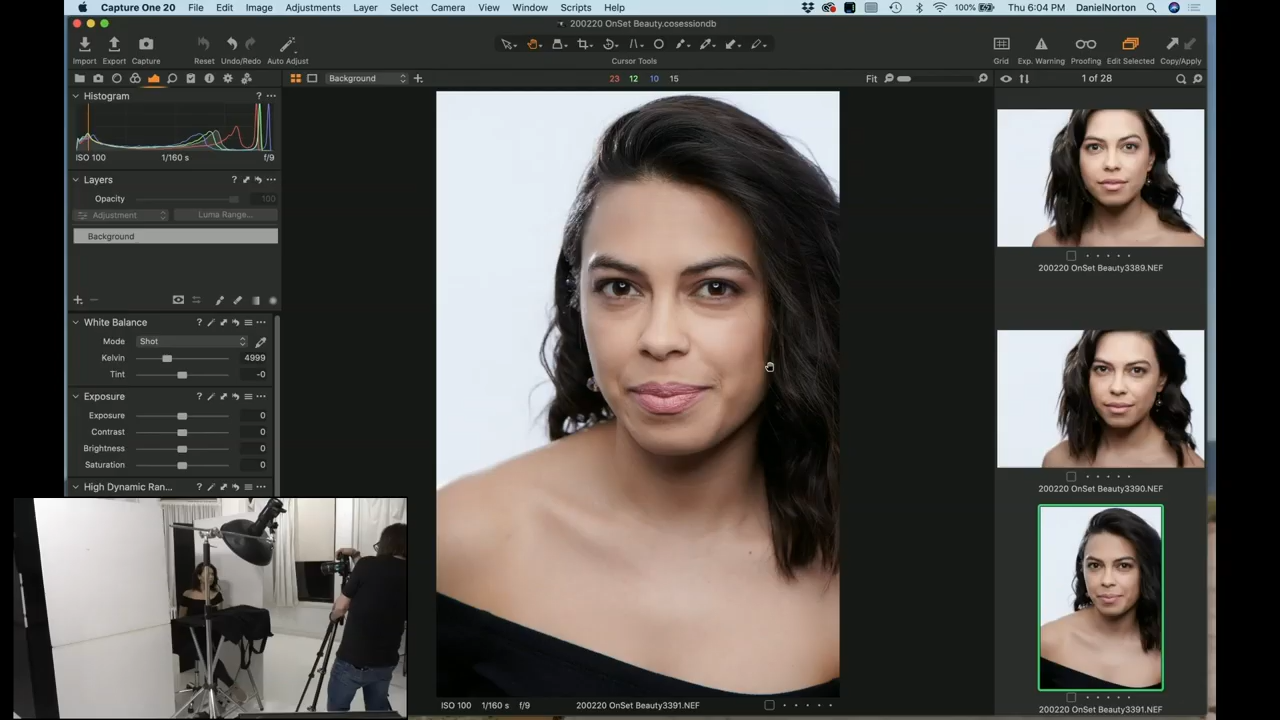 Capture One 20 File Edit Image Adjustments Layer Select Camera View Window Scripts Help 100% Thu 6:04 PM DanielNorton
200220 OnSet Beauty.cosessiondb
Import Export Capture Reset Undo/Redo Auto Adjust Cursor Tools Grid Exp. Warning Proofing Edit Selected Copy/Apply
Background 23 12 10 15 Fit 1 of 28
Histogram
ISO 100 1/160 s f/9
Layers
Opacity 100
Adjustment Luma Range...
Background
White Balance
Mode Shot
Kelvin 4999
Tint -0
Exposure
Exposure 0
Contrast 0
Brightness 0
Saturation 0
High Dynamic Ran...
ISO 100 1/160 s f/9 200220 OnSet Beauty3391.NEF
200220 OnSet Beauty3389.NEF
200220 OnSet Beauty3390.NEF
200220 OnSet Beauty3391.NEF